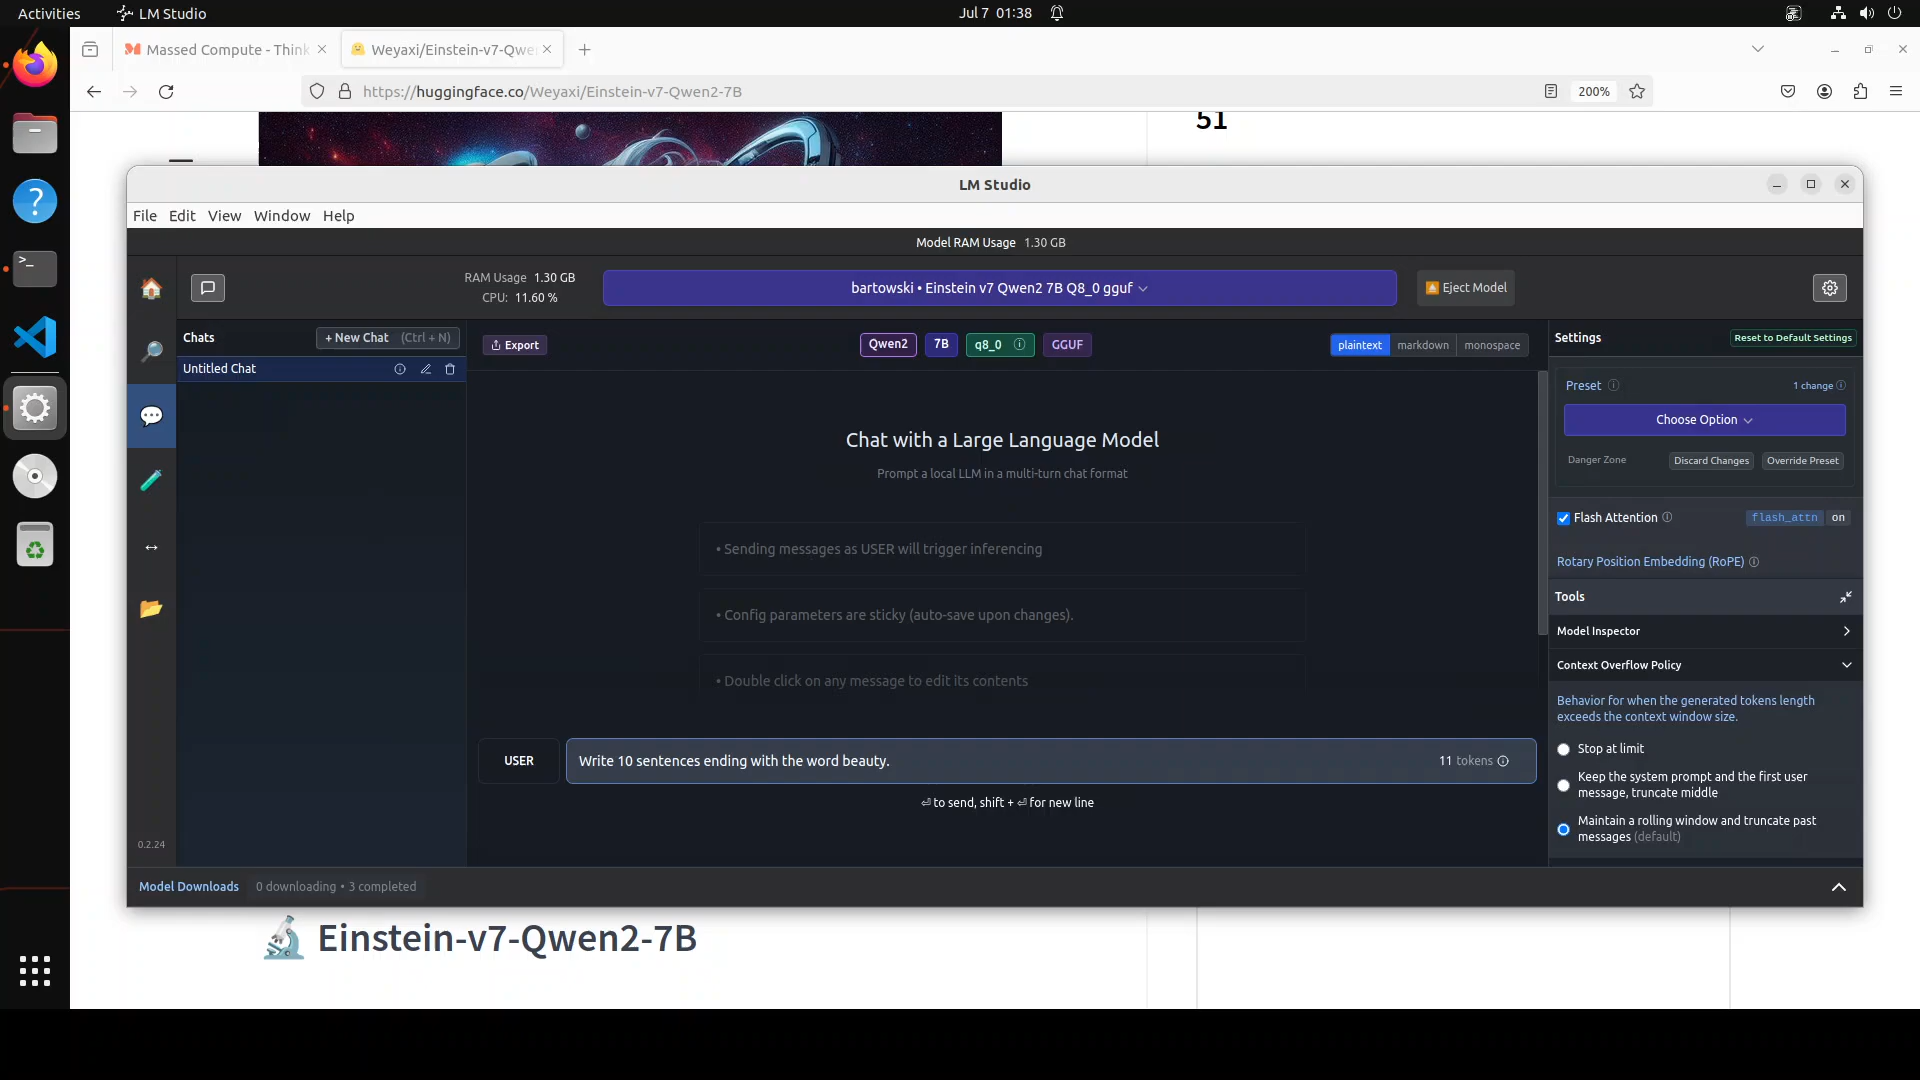 Activities
LM Studio
Jul 7 01:38
Massed Compute - Think
Weyaxi/Einstein-v7-Qwe
https://huggingface.co/Weyaxi/Einstein-v7-Qwen2-7B
200%
51
LM Studio
File Edit View Window Help
Model RAM Usage 1.30 GB
RAM Usage 1.30 GB
CPU: 11.60 %
bartowski • Einstein v7 Qwen2 7B Q8_0 gguf
Eject Model
Chats
+ New Chat (Ctrl + N)
Untitled Chat
Export
Qwen2 7B q8_0 GGUF
plaintext markdown monospace
Chat with a Large Language Model
Prompt a local LLM in a multi-turn chat format
• Sending messages as USER will trigger inferencing
• Config parameters are sticky (auto-save upon changes).
• Double click on any message to edit its contents
USER
Write 10 sentences ending with the word beauty.
11 tokens
⏎ to send, shift + ⏎ for new line
Settings
Reset to Default Settings
Preset
1 change
Choose Option
Danger Zone
Discard Changes
Override Preset
Flash Attention
flash_attn on
Rotary Position Embedding (RoPE)
Tools
Model Inspector
Context Overflow Policy
Behavior for when the generated tokens length
exceeds the context window size.
Stop at limit
Keep the system prompt and the first user
message, truncate middle
Maintain a rolling window and truncate past
messages (default)
0.2.24
Model Downloads
0 downloading • 3 completed
Einstein-v7-Qwen2-7B